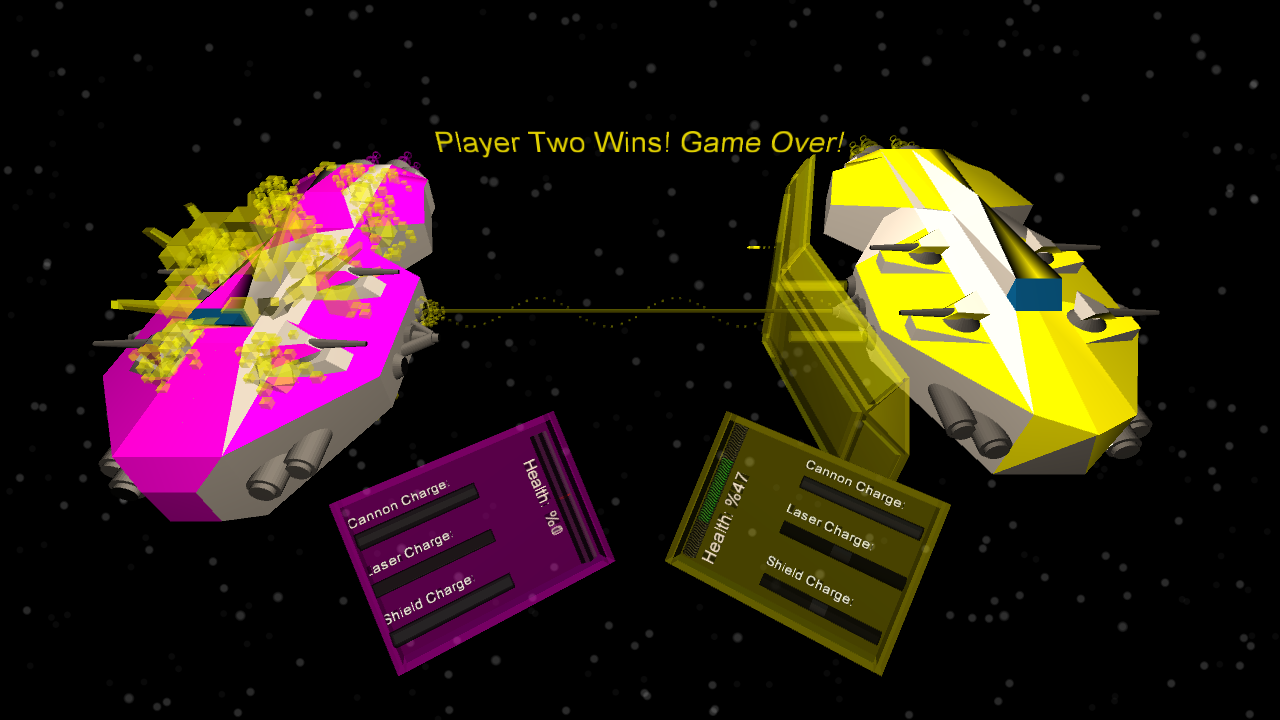 Player Two Wins! Game Over!
Cannon Charge:
Laser Charge:
Shield Charge:
Health: %0
Health: %47
Cannon Charge:
Laser Charge:
Shield Charge: